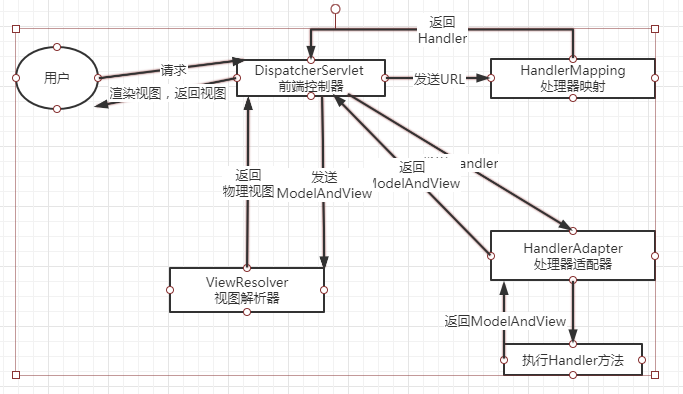 返回
Handler
用户
请求
DispatcherServlet
前端控制器
发送URL
HandlerMapping
处理器映射
渲染视图，返回视图
返回
物理视图
发送
ModelAndView
返回
ModelAndView
HandlerAdapter
处理器适配器
ViewResolver
视图解析器
返回ModelAndView
执行Handler方法